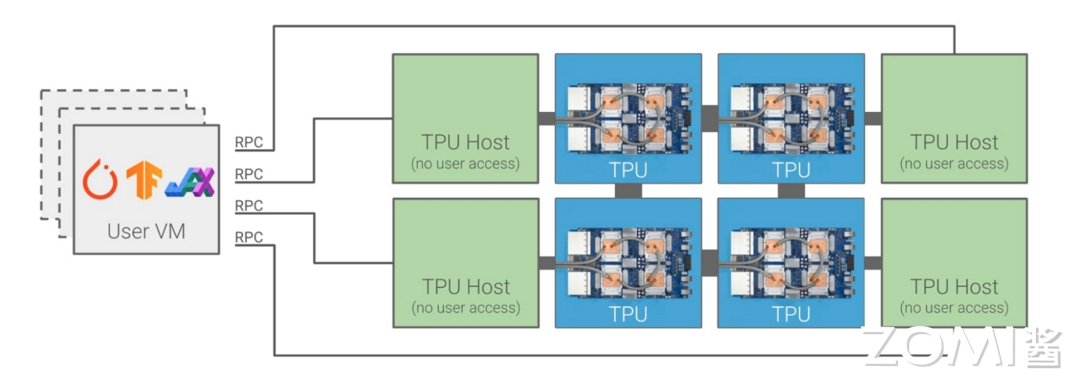 RPC
RPC
RPC
RPC
JAX
User VM
TPU Host
(no user access)
TPU
TPU
TPU Host
(no user access)
TPU Host
(no user access)
TPU
TPU
TPU Host
(no user access)
ZOMI酱